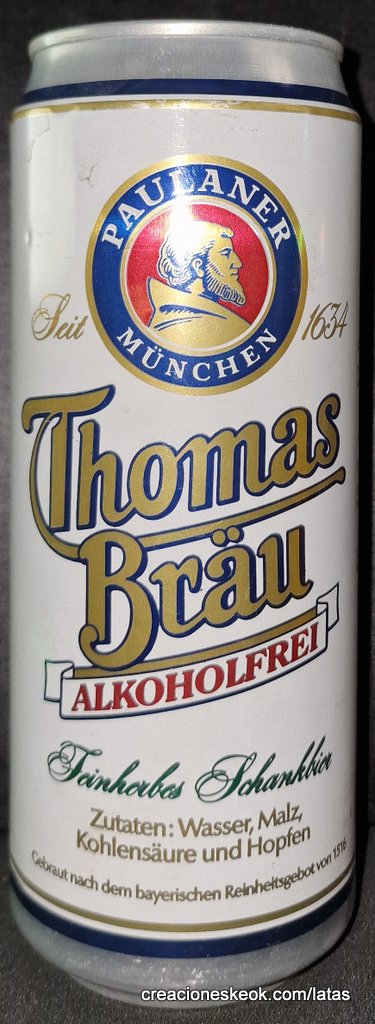 PAULANER
MÜNCHEN
Seit 1634
Thomas
Bräu
ALKOHOLFREI
Feinherbes Schankbier
Zutaten: Wasser, Malz,
Kohlensäure und Hopfen
Gebraut nach dem bayerischen Reinheitsgebot von 1516
creacioneskeok.com/latas